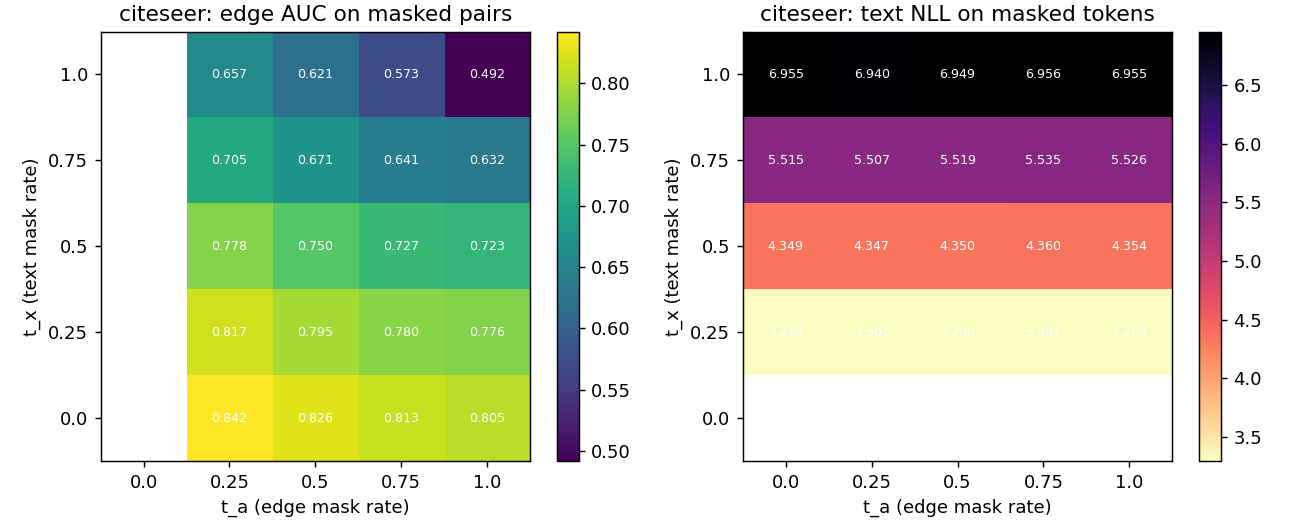 citeseer: edge AUC on masked pairs
1.0 0.657 0.621 0.573 0.492
0.75 0.705 0.671 0.641 0.632
0.5 0.778 0.750 0.727 0.723
0.25 0.817 0.795 0.780 0.776
0.0 0.842 0.826 0.813 0.805
0.0 0.25 0.5 0.75 1.0
t_a (edge mask rate)
t_x (text mask rate)
0.80
0.75
0.70
0.65
0.60
0.55
0.50
citeseer: text NLL on masked tokens
1.0 6.955 6.940 6.949 6.956 6.955
0.75 5.515 5.507 5.519 5.535 5.526
0.5 4.349 4.347 4.350 4.360 4.354
0.25 3.294 3.301 3.296 3.301 3.299
0.0
0.0 0.25 0.5 0.75 1.0
t_a (edge mask rate)
t_x (text mask rate)
6.5
6.0
5.5
5.0
4.5
4.0
3.5